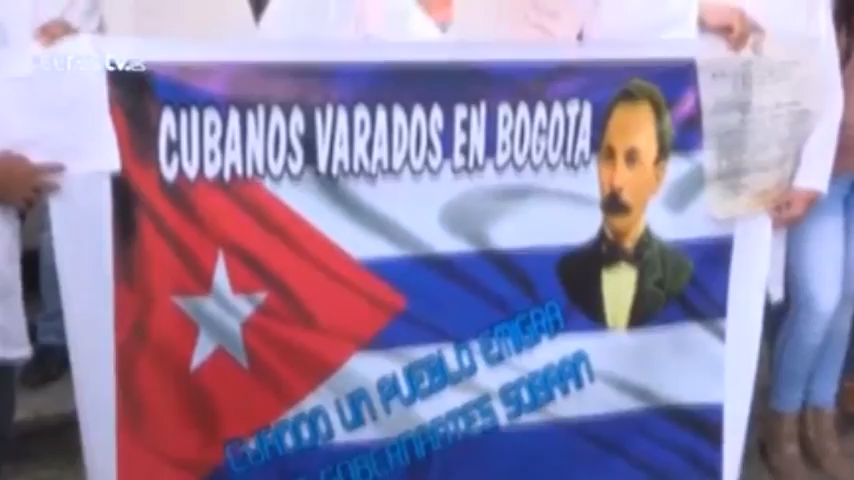 CUBANOS VARADOS EN BOGOTA
CUANDO UN PUEBLO EMIGRA
GOBERNANTES SOBRAN